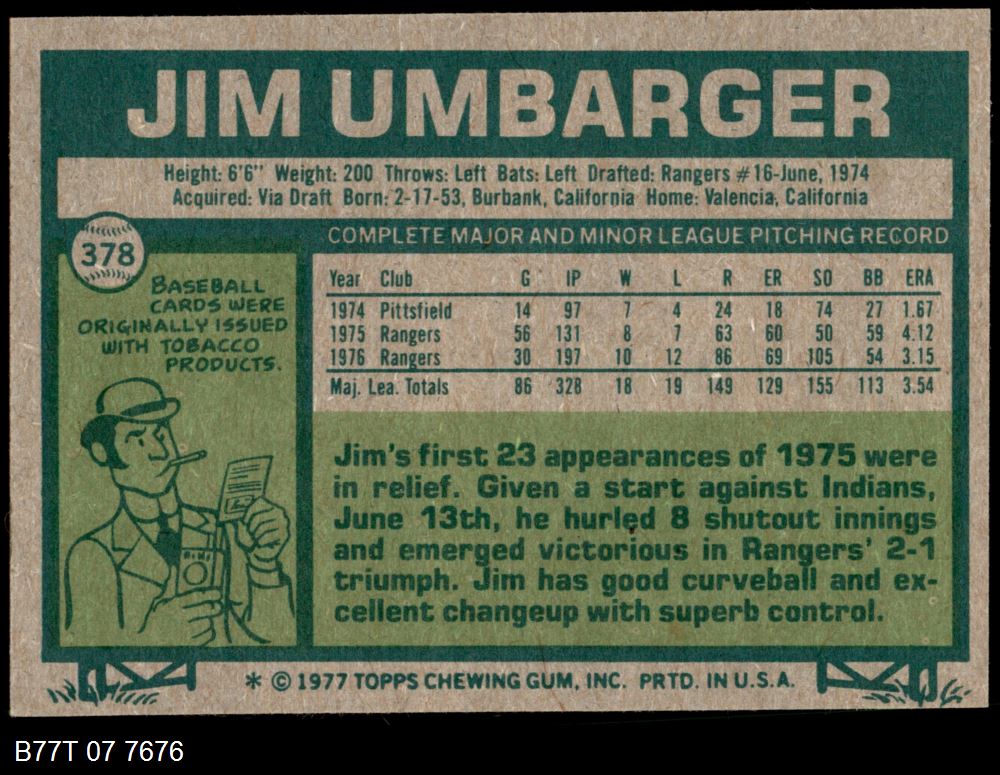 JIM UMBARGER
Height: 6'6" Weight: 200 Throws: Left Bats: Left Drafted: Rangers #16-June, 1974
Acquired: Via Draft Born: 2-17-53, Burbank, California Home: Valencia, California
378
BASEBALL
CARDS WERE
ORIGINALLY ISSUED
WITH TOBACCO
PRODUCTS.
COMPLETE MAJOR AND MINOR LEAGUE PITCHING RECORD
Year Club G IP W L R ER SO BB ERA
1974 Pittsfield 14 97 7 4 24 18 74 27 1.67
1975 Rangers 56 131 8 7 63 60 50 59 4.12
1976 Rangers 30 197 10 12 86 69 105 54 3.15
Maj. Lea. Totals 86 328 18 19 149 129 155 113 3.54
Jim's first 23 appearances of 1975 were
in relief. Given a start against Indians,
June 13th, he hurled 8 shutout innings
and emerged victorious in Rangers' 2-1
triumph. Jim has good curveball and ex-
cellent changeup with superb control.
* © 1977 TOPPS CHEWING GUM, INC. PRTD. IN U.S.A.
B77T 07 7676